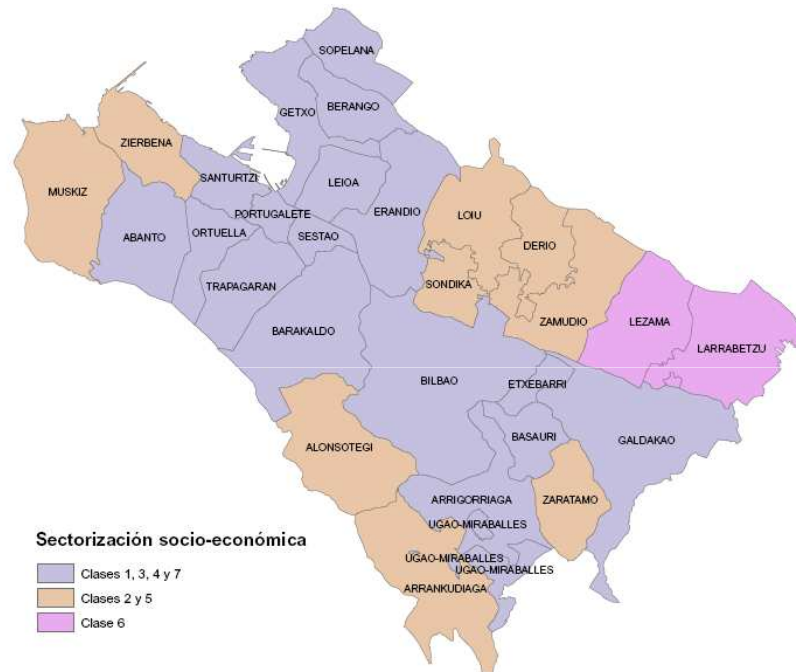 SOPELANA
GETXO
BERANGO
ZIERBENA
SANTURTZI
LEIOA
MUSKIZ
PORTUGALETE
ERANDIO
LOIU
ABANTO
ORTUELLA
SESTAO
DERIO
TRAPAGARAN
SONDIKA
BARAKALDO
ZAMUDIO
LEZAMA
LARRABETZU
BILBAO
ETXEBARRI
BASAURI
GALDAKAO
ALONSOTEGI
ARRIGORRIAGA
ZARATAMO
UGAO-MIRABALLES
UGAO-MIRABALLES
UGAO-MIRABALLES
ARRANKUDIAGA
Sectorización socio-económica
Clases 1, 3, 4 y 7
Clases 2 y 5
Clase 6